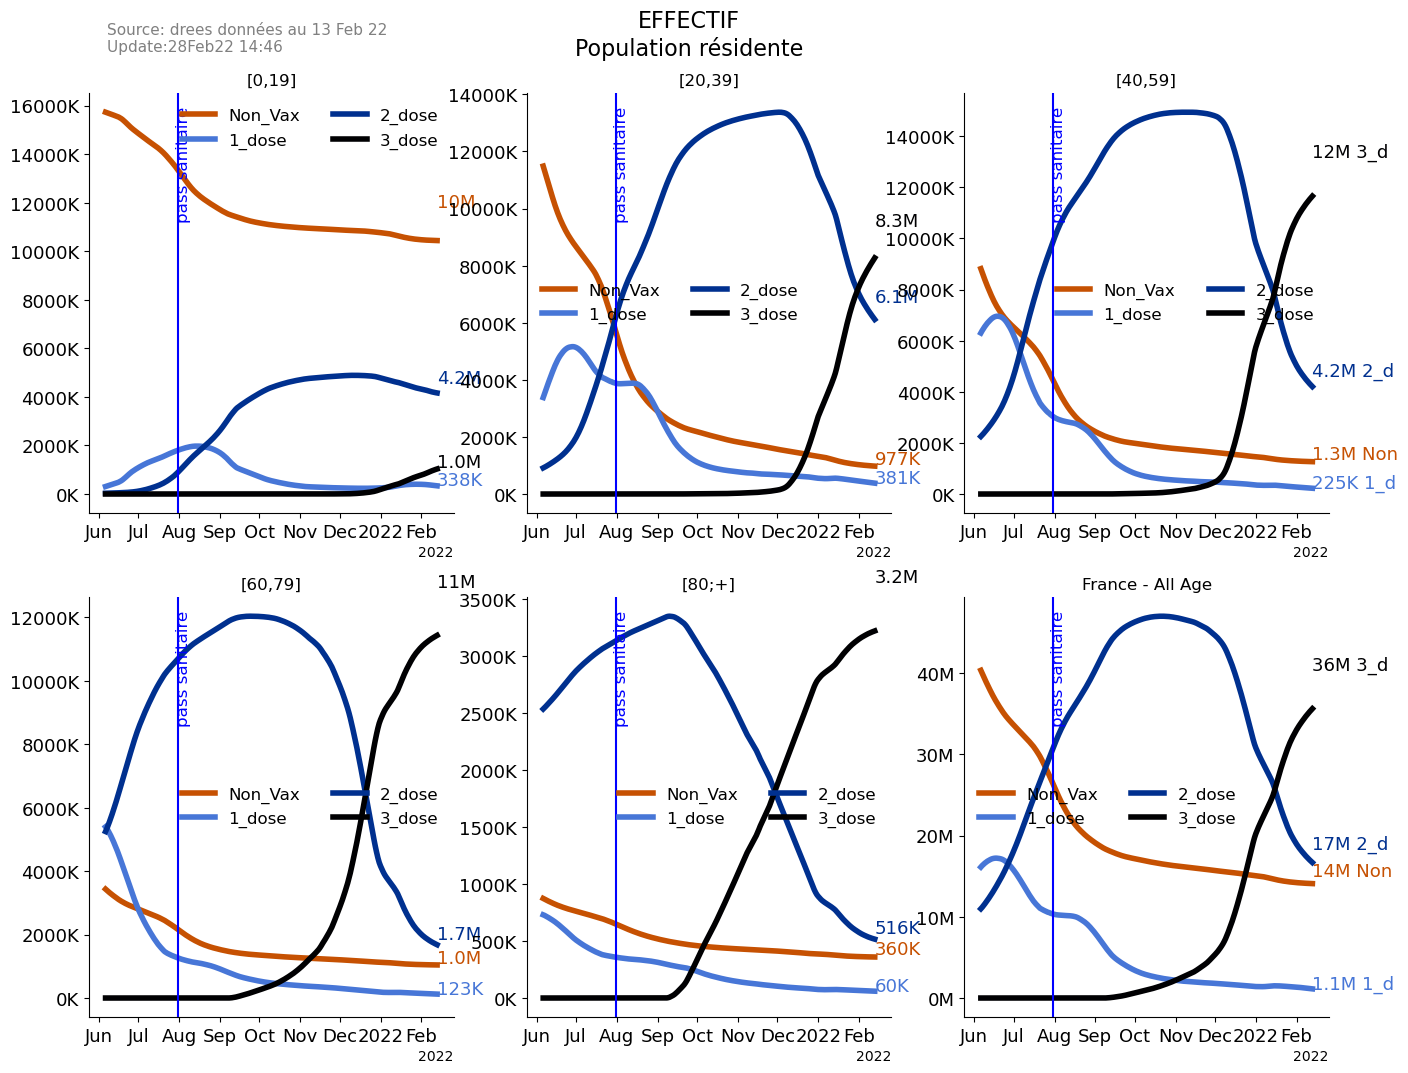 Source: drees données au 13 Feb 22
Update:28Feb22 14:46
EFFECTIF
Population résidente
[0,19]
16000K
14000K
12000K
10000K
8000K
6000K
4000K
2000K
0K
pass sanitaire
Non_Vax 2_dose
1_dose 3_dose
10M
4.2M
1.0M
338K
Jun Jul Aug Sep Oct Nov Dec 2022 Feb
2022
[20,39]
14000K
12000K
10000K
8000K
6000K
4000K
2000K
0K
pass sanitaire
Non_Vax 2_dose
1_dose 3_dose
8.3M
6.1M
977K
381K
Jun Jul Aug Sep Oct Nov Dec 2022 Feb
2022
[40,59]
14000K
12000K
10000K
8000K
6000K
4000K
2000K
0K
pass sanitaire
Non_Vax 2_dose
1_dose 3_dose
12M 3_d
4.2M 2_d
1.3M Non
225K 1_d
Jun Jul Aug Sep Oct Nov Dec 2022 Feb
2022
[60,79]
12000K
10000K
8000K
6000K
4000K
2000K
0K
pass sanitaire
Non_Vax 2_dose
1_dose 3_dose
11M
1.7M
1.0M
123K
Jun Jul Aug Sep Oct Nov Dec 2022 Feb
2022
[80;+]
3500K
3000K
2500K
2000K
1500K
1000K
500K
0K
pass sanitaire
Non_Vax 2_dose
1_dose 3_dose
3.2M
516K
360K
60K
Jun Jul Aug Sep Oct Nov Dec 2022 Feb
2022
France - All Age
40M
30M
20M
10M
0M
pass sanitaire
Non_Vax 2_dose
1_dose 3_dose
36M 3_d
17M 2_d
14M Non
1.1M 1_d
Jun Jul Aug Sep Oct Nov Dec 2022 Feb
2022